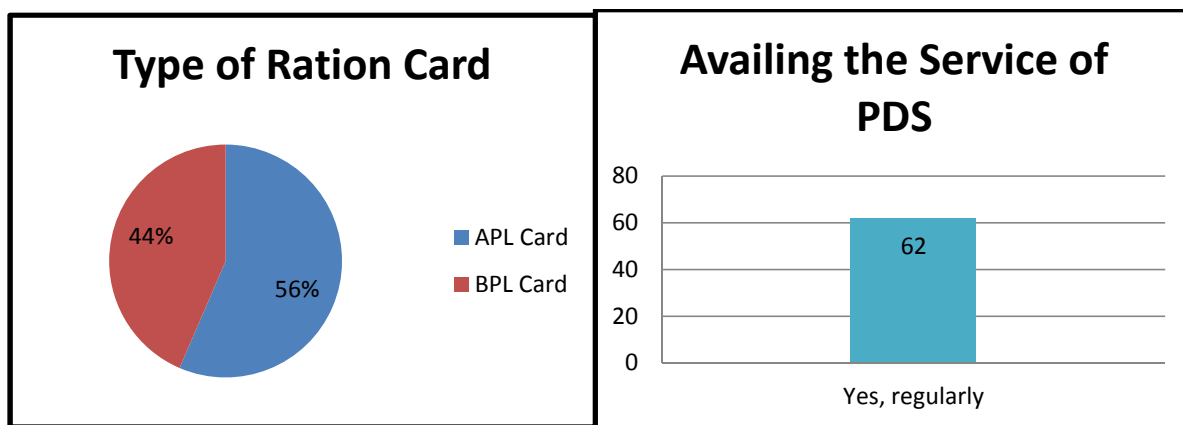 Type of Ration Card
44%
56%
APL Card
BPL Card
Availing the Service of
PDS
80
60
40
20
0
62
Yes, regularly